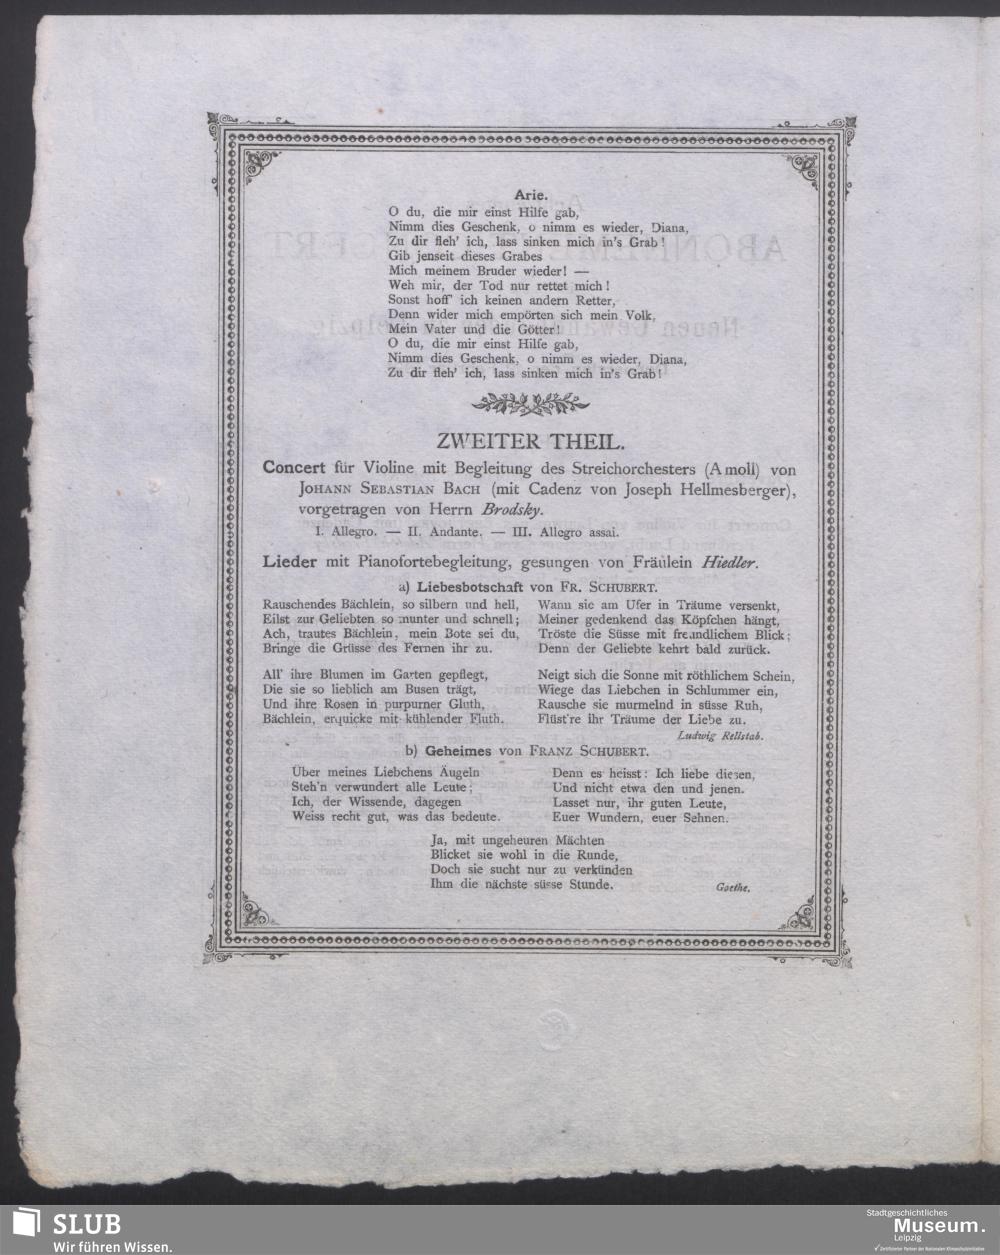 Arie.
O du, die mir einst Hilfe gab,
Nimm dies Geschenk, o nimm es wieder, Diana,
Zu dir fleh' ich, lass sinken mich in's Grab!
Gib jenseit dieses Grabes
Mich meinem Bruder wieder! —
Weh mir, der Tod nur rettet mich!
Sonst hoff' ich keinen andern Retter,
Denn wider mich empörten sich mein Volk,
Mein Vater und die Götter!
O du, die mir einst Hilfe gab,
Nimm dies Geschenk, o nimm es wieder, Diana,
Zu dir fleh' ich, lass sinken mich in's Grab!
ZWEITER THEIL.
Concert für Violine mit Begleitung des Streichorchesters (A moll) von
JOHANN SEBASTIAN BACH (mit Cadenz von Joseph Hellmesberger),
vorgetragen von Herrn Brodsky.
I. Allegro. — II. Andante. — III. Allegro assai.
Lieder mit Pianofortebegleitung, gesungen von Fräulein Hiedler.
a) Liebesbotschaft von FR. SCHUBERT.
Rauschendes Bächlein, so silbern und hell,
Eilst zur Geliebten so munter und schnell;
Ach, trautes Bächlein, mein Bote sei du,
Bringe die Grüsse des Fernen ihr zu.
All' ihre Blumen im Garten gepflegt,
Die sie so lieblich am Busen trägt,
Und ihre Rosen in purpurner Gluth,
Bächlein, erquicke mit kühlender Fluth.
Wann sie am Ufer in Träume versenkt,
Meiner gedenkend das Köpfchen hängt,
Tröste die Süsse mit freundlichem Blick;
Denn der Geliebte kehrt bald zurück.
Neigt sich die Sonne mit röthlichem Schein,
Wiege das Liebchen in Schlummer ein,
Rausche sie murmelnd in süsse Ruh,
Flüst're ihr Träume der Liebe zu.
Ludwig Rellstab.
b) Geheimes von FRANZ SCHUBERT.
Über meines Liebchens Äugeln
Steh'n verwundert alle Leute;
Ich, der Wissende, dagegen
Weiss recht gut, was das bedeute.
Denn es heisst: Ich liebe diesen,
Und nicht etwa den und jenen.
Lasset nur, ihr guten Leute,
Euer Wundern, euer Sehnen.
Ja, mit ungeheuren Mächten
Blicket sie wohl in die Runde,
Doch sie sucht nur zu verkünden
Ihm die nächste süsse Stunde.
Goethe.
SLUB
Wir führen Wissen.
Stadtgeschichtliches
Museum.
Leipzig